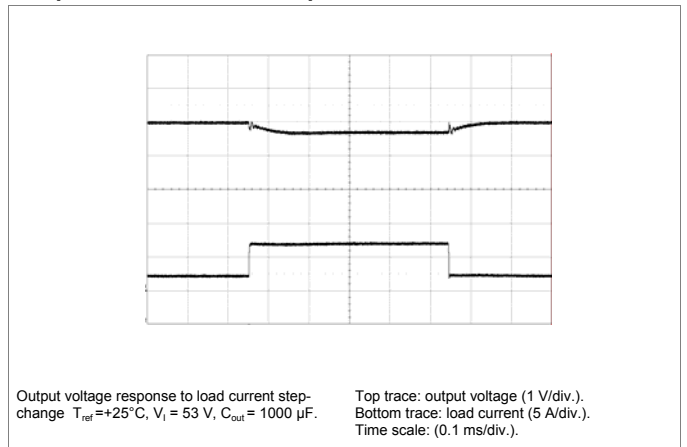 Output voltage response to load current step-
change T_ref =+25°C, V_I = 53 V, C_out = 1000 µF.
Top trace: output voltage (1 V/div.).
Bottom trace: load current (5 A/div.).
Time scale: (0.1 ms/div.).